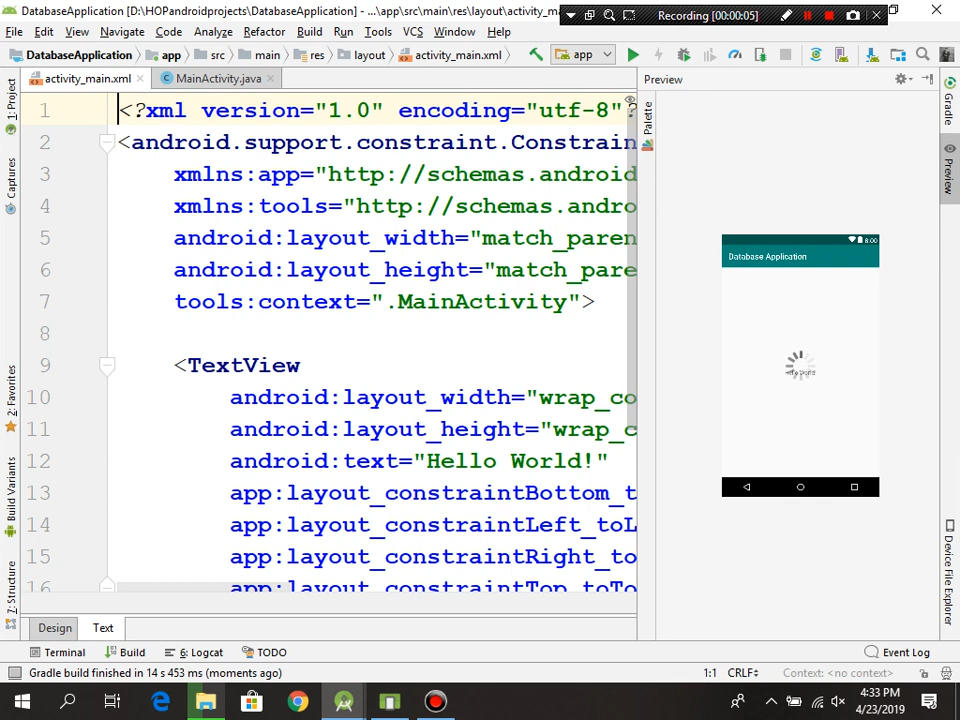 DatabaseApplication [D:\HOPandroidprojects\DatabaseApplication] - ...\app\src\main\res\layout\activity_ma
Recording [00:00:05]
File Edit View Navigate Code Analyze Refactor Build Run Tools VCS Window Help
DatabaseApplication app src main res layout activity_main.xml app
activity_main.xml MainActivity.java Preview
1 <?xml version="1.0" encoding="utf-8"?
2 <android.support.constraint.Constrain
3 xmlns:app="http://schemas.android
4 xmlns:tools="http://schemas.andro
5 android:layout_width="match_paren
6 android:layout_height="match_pare
7 tools:context=".MainActivity">
8
9 <TextView
10 android:layout_width="wrap_co
11 android:layout_height="wrap_c
12 android:text="Hello World!"
13 app:layout_constraintBottom_t
14 app:layout_constraintLeft_toL
15 app:layout_constraintRight_to
16 app:layout_constraintTop_toTo
1: Project
Captures
2: Favorites
Build Variants
7: Structure
Palette
8:00
Database Application
Gradle
Preview
Device File Explorer
Design Text
Terminal Build 6: Logcat TODO Event Log
Gradle build finished in 14 s 453 ms (moments ago) 1:1 CRLF Context: <no context>
4:33 PM
4/23/2019